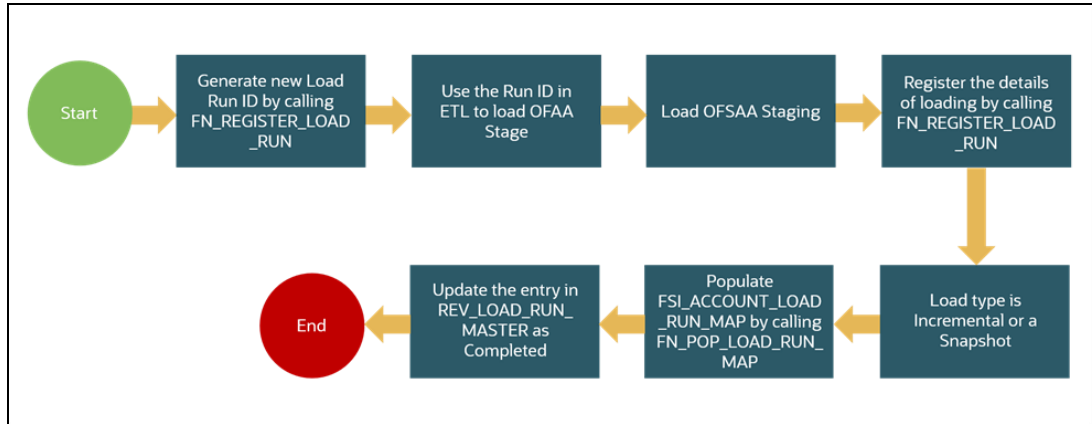 Start
Generate new Load
Run ID by calling
FN_REGISTER_LOAD
_RUN
Use the Run ID in
ETL to load OFAA
Stage
Load OFSAA Staging
Register the details
of loading by calling
FN_REGISTER_LOAD
_RUN
Load type is
Incremental or a
Snapshot
Populate
FSI_ACCOUNT_LOAD
_RUN_MAP by calling
FN_POP_LOAD_RUN_
MAP
Update the entry in
REV_LOAD_RUN_
MASTER as
Completed
End